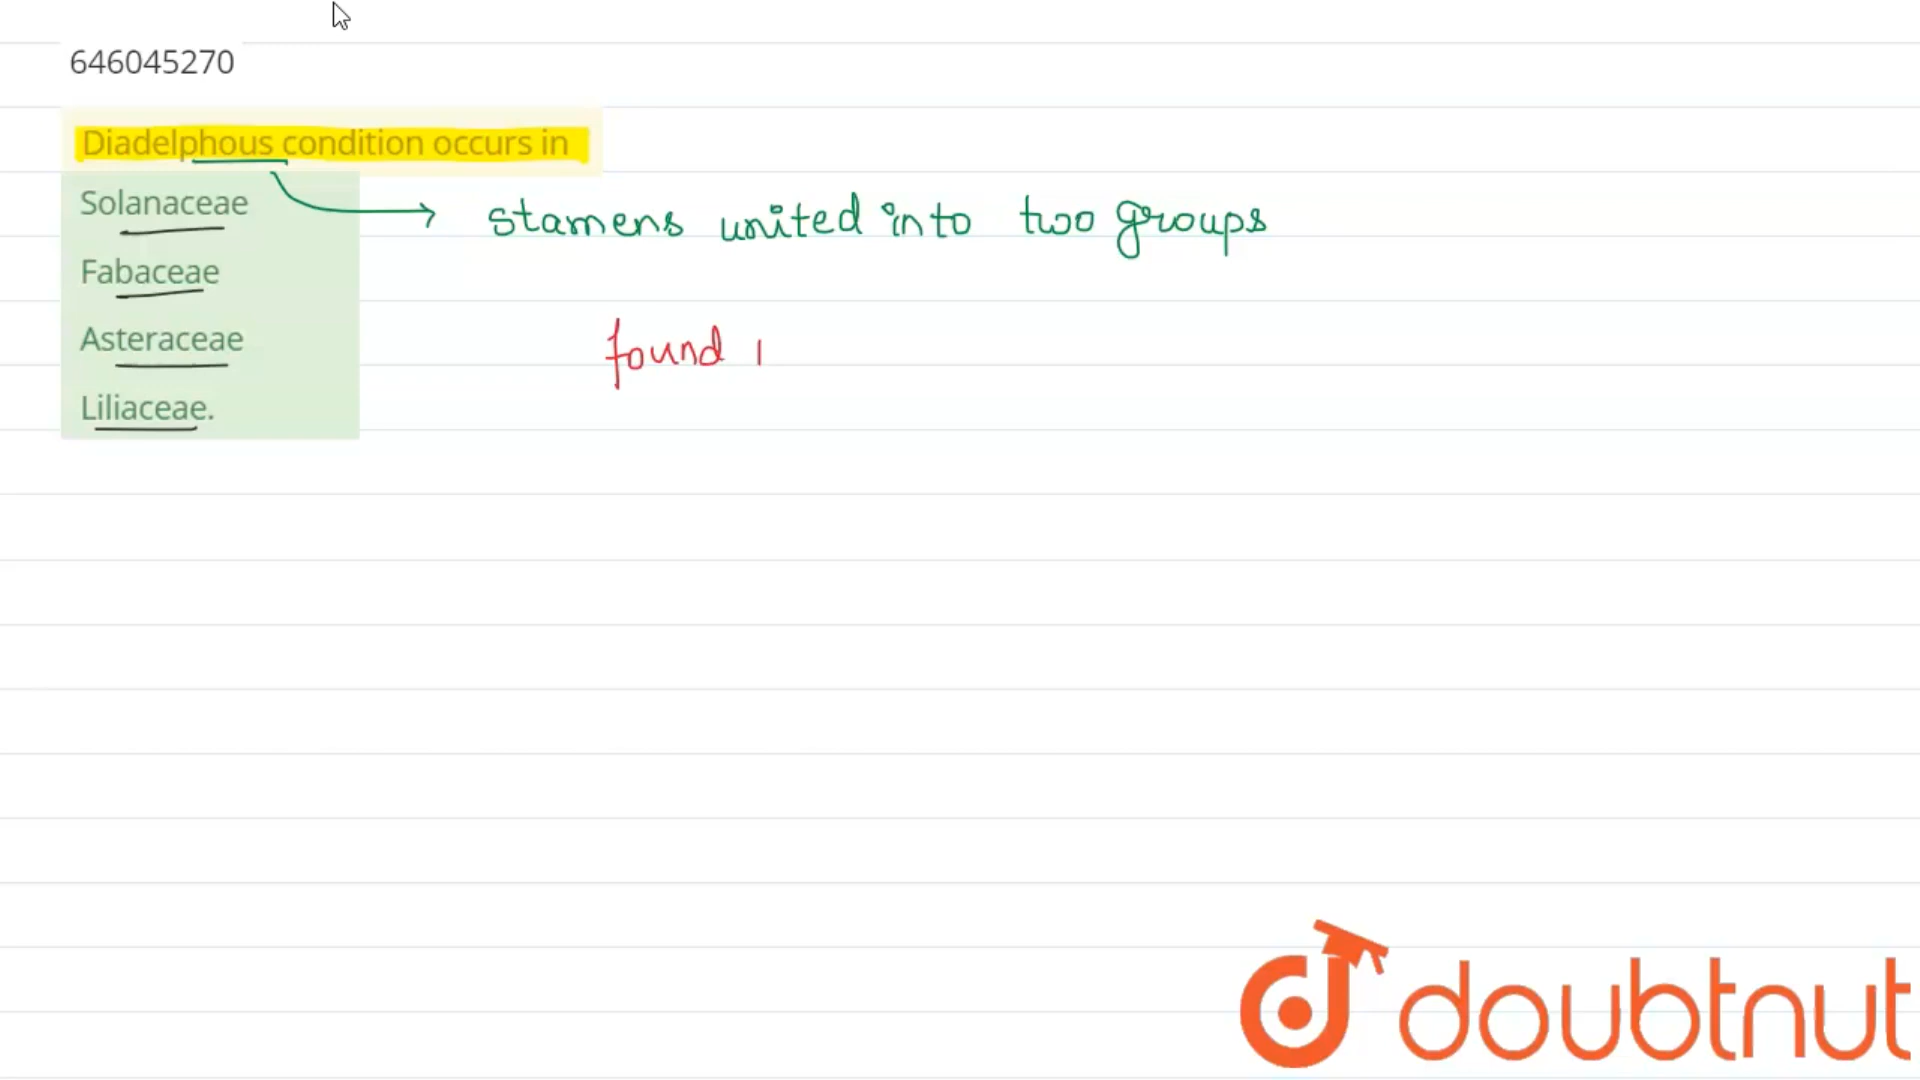 646045270
Diadelphous condition occurs in
Solanaceae
stamens united into two groups
Fabaceae
found
Asteraceae
Liliaceae.
doubtnut